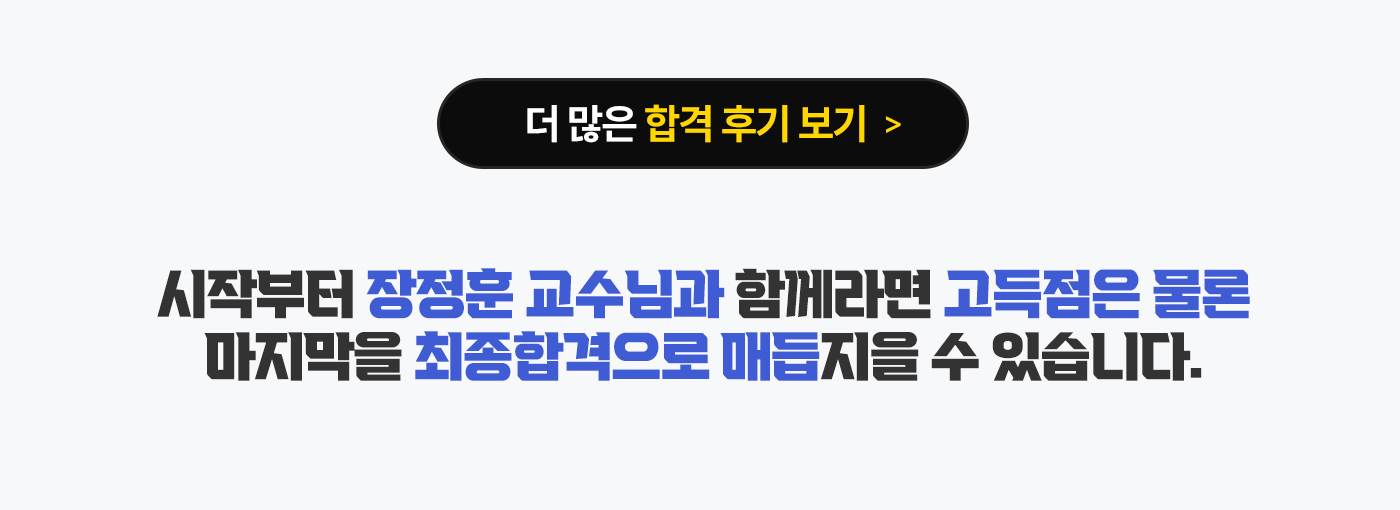 더 많은 합격 후기 보기 >
시작부터 장정훈 교수님과 함께라면 고득점은 물론
마지막을 최종합격으로 매듭지을 수 있습니다.